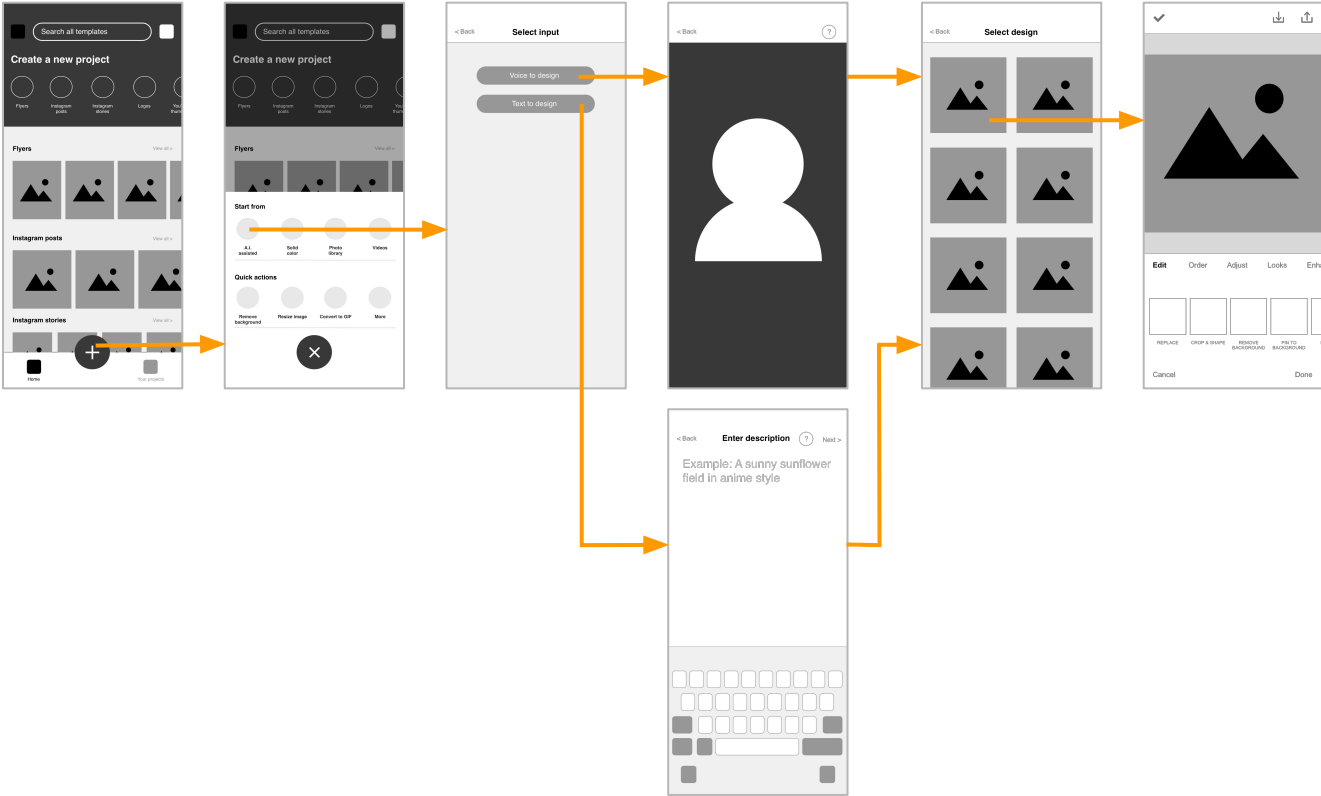 Search all templates
Create a new project
Flyers
Instagram posts
Instagram stories
Logos
Flyers
View all >
Instagram posts
View all >
Instagram stories
View all >
+
Home
Your projects
Search all templates
Create a new project
Flyers
Instagram posts
Instagram stories
Logos
Flyers
View all >
Start from
A.I. assisted
Solid color
Photo library
Videos
Quick actions
Remove background
Resize image
Convert to GIF
More
< Back
Select input
Voice to design
Text to design
< Back
?
< Back
Enter description
?
Next >
Example: A sunny sunflower
field in anime style
< Back
Select design
Edit
Order
Adjust
Looks
REPLACE
CROP & SHAPE
REMOVE BACKGROUND
PIN TO BACKGROUND
Cancel
Done